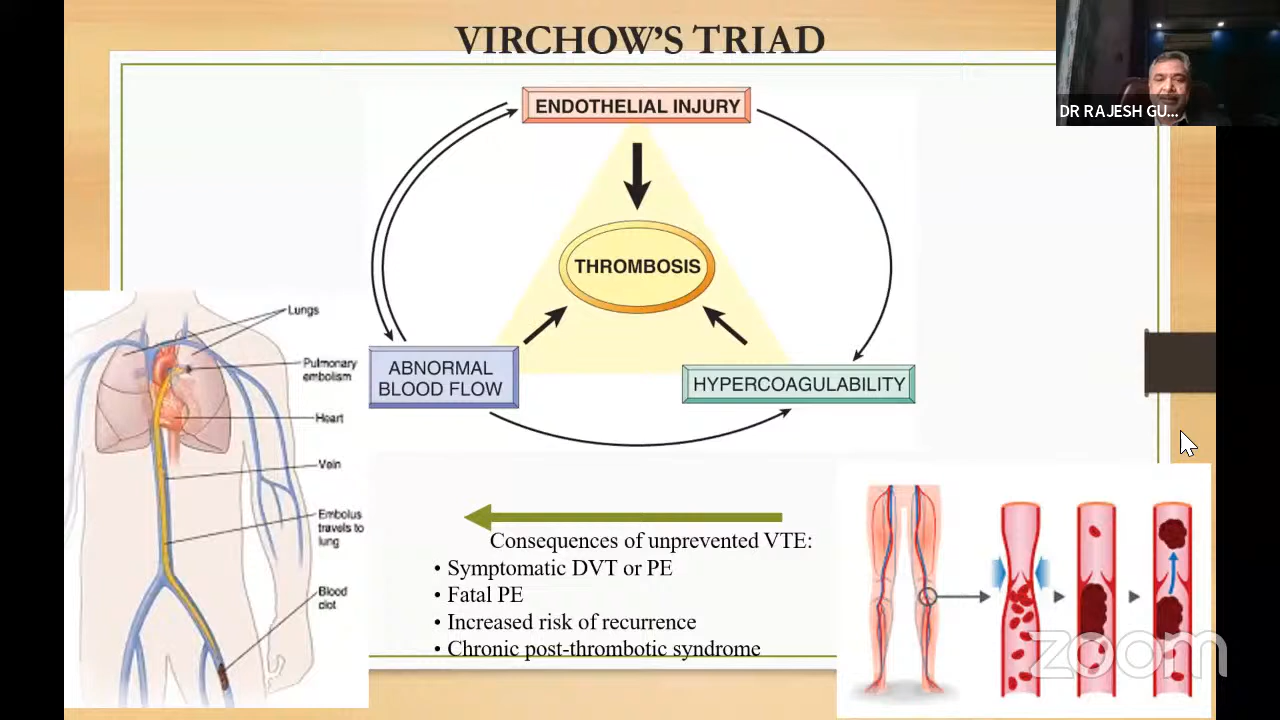 VIRCHOW'S TRIAD
DR RAJESH GU...
ENDOTHELIAL INJURY
THROMBOSIS
ABNORMAL
BLOOD FLOW
HYPERCOAGULABILITY
Lungs
Pulmonary
embolism
Heart
Vein
Embolus
travels to
lung
Blood
clot
Consequences of unprevented VTE:
• Symptomatic DVT or PE
• Fatal PE
• Increased risk of recurrence
• Chronic post-thrombotic syndrome
zoom